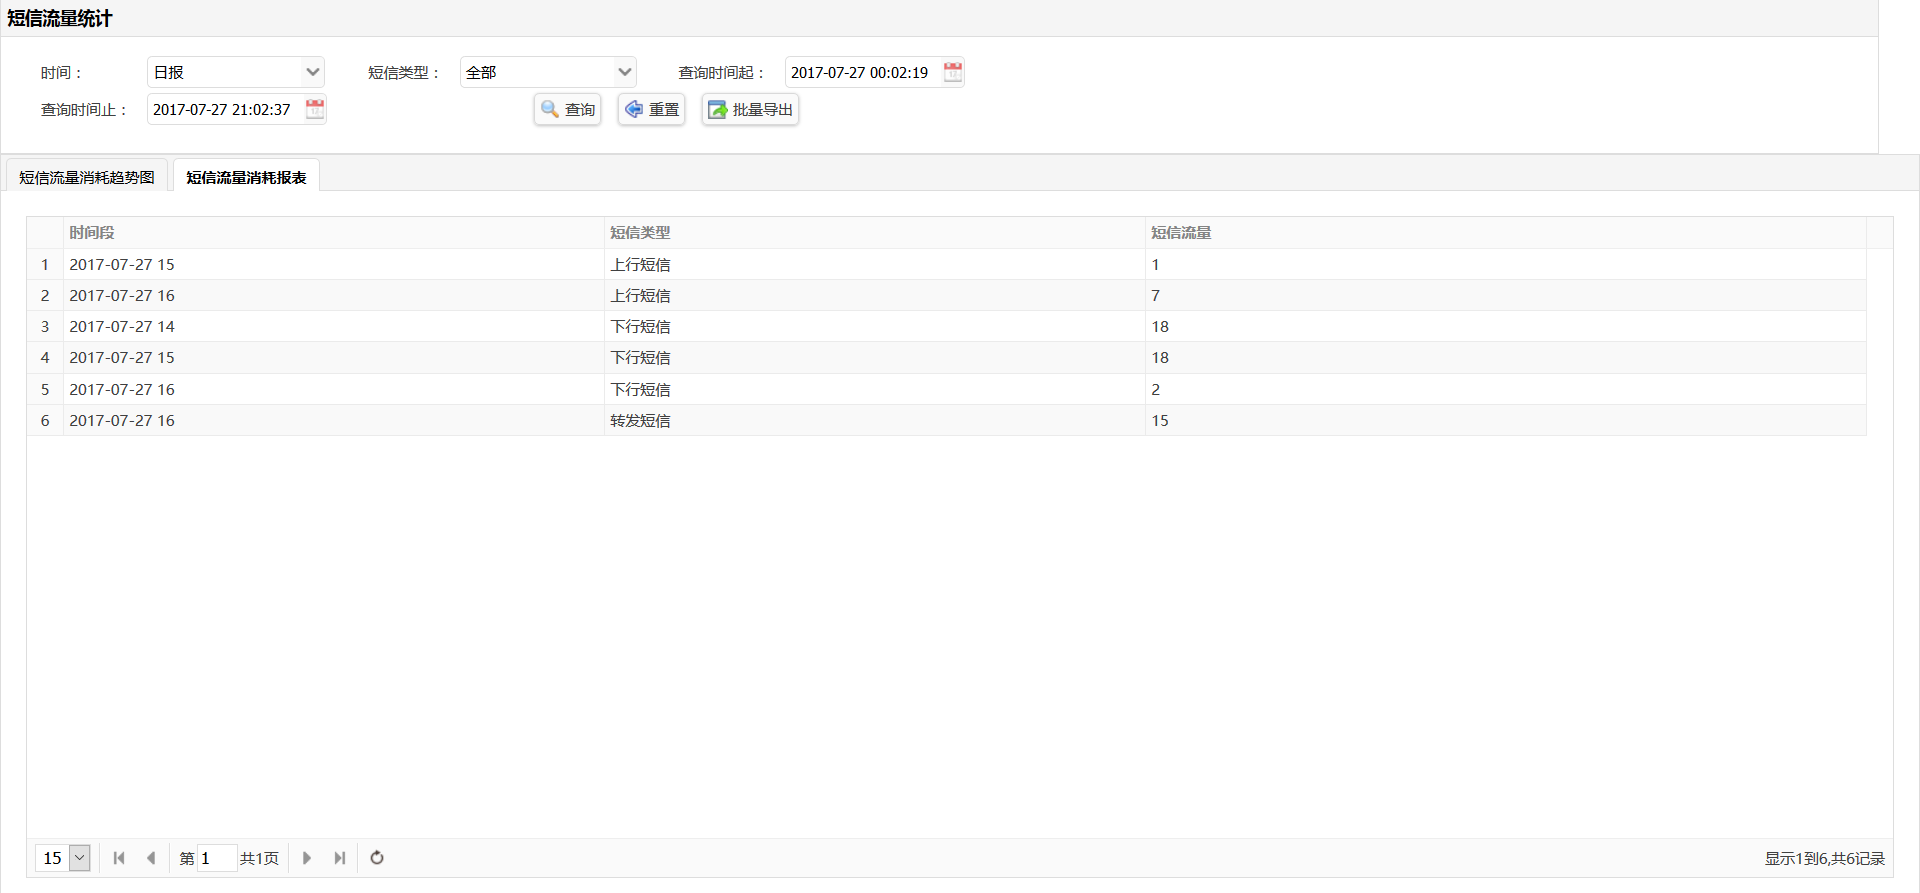 短信流量统计
时间： 日报 短信类型： 全部 查询时间起： 2017-07-27 00:02:19
查询时间止： 2017-07-27 21:02:37 查询 重置 批量导出
短信流量消耗趋势图 短信流量消耗报表
时间段 短信类型 短信流量
1 2017-07-27 15 上行短信 1
2 2017-07-27 16 上行短信 7
3 2017-07-27 14 下行短信 18
4 2017-07-27 15 下行短信 18
5 2017-07-27 16 下行短信 2
6 2017-07-27 16 转发短信 15
15 第 1 共1页 显示1到6,共6记录